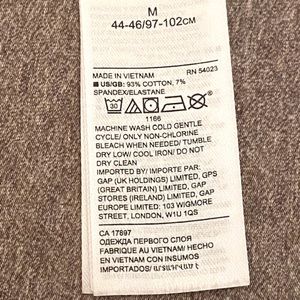 M
44-46/97-102CM
MADE IN VIETNAM RN 54023
US/GB: 93% COTTON, 7%
SPANDEX/ELASTANE
30
1166
MACHINE WASH COLD GENTLE
CYCLE/ ONLY NON-CHLORINE
BLEACH WHEN NEEDED/ TUMBLE
DRY LOW/ COOL IRON/ DO NOT
DRY CLEAN
IMPORTED BY/ IMPORTE PAR:
GAP (UK HOLDINGS) LIMITED, GPS
(GREAT BRITAIN) LIMITED, GAP
STORES (IRELAND) LIMITED, GAP
EUROPE LIMITED: 103 WIGMORE
STREET, LONDON, W1U 1QS
CA 17897
ОДЕЖДА ПЕРВОГО СЛОЯ
FABRIQUE AU VIETNAM/ HECHO
EN VIETNAM CON INSUMOS
IMPORTADOS/